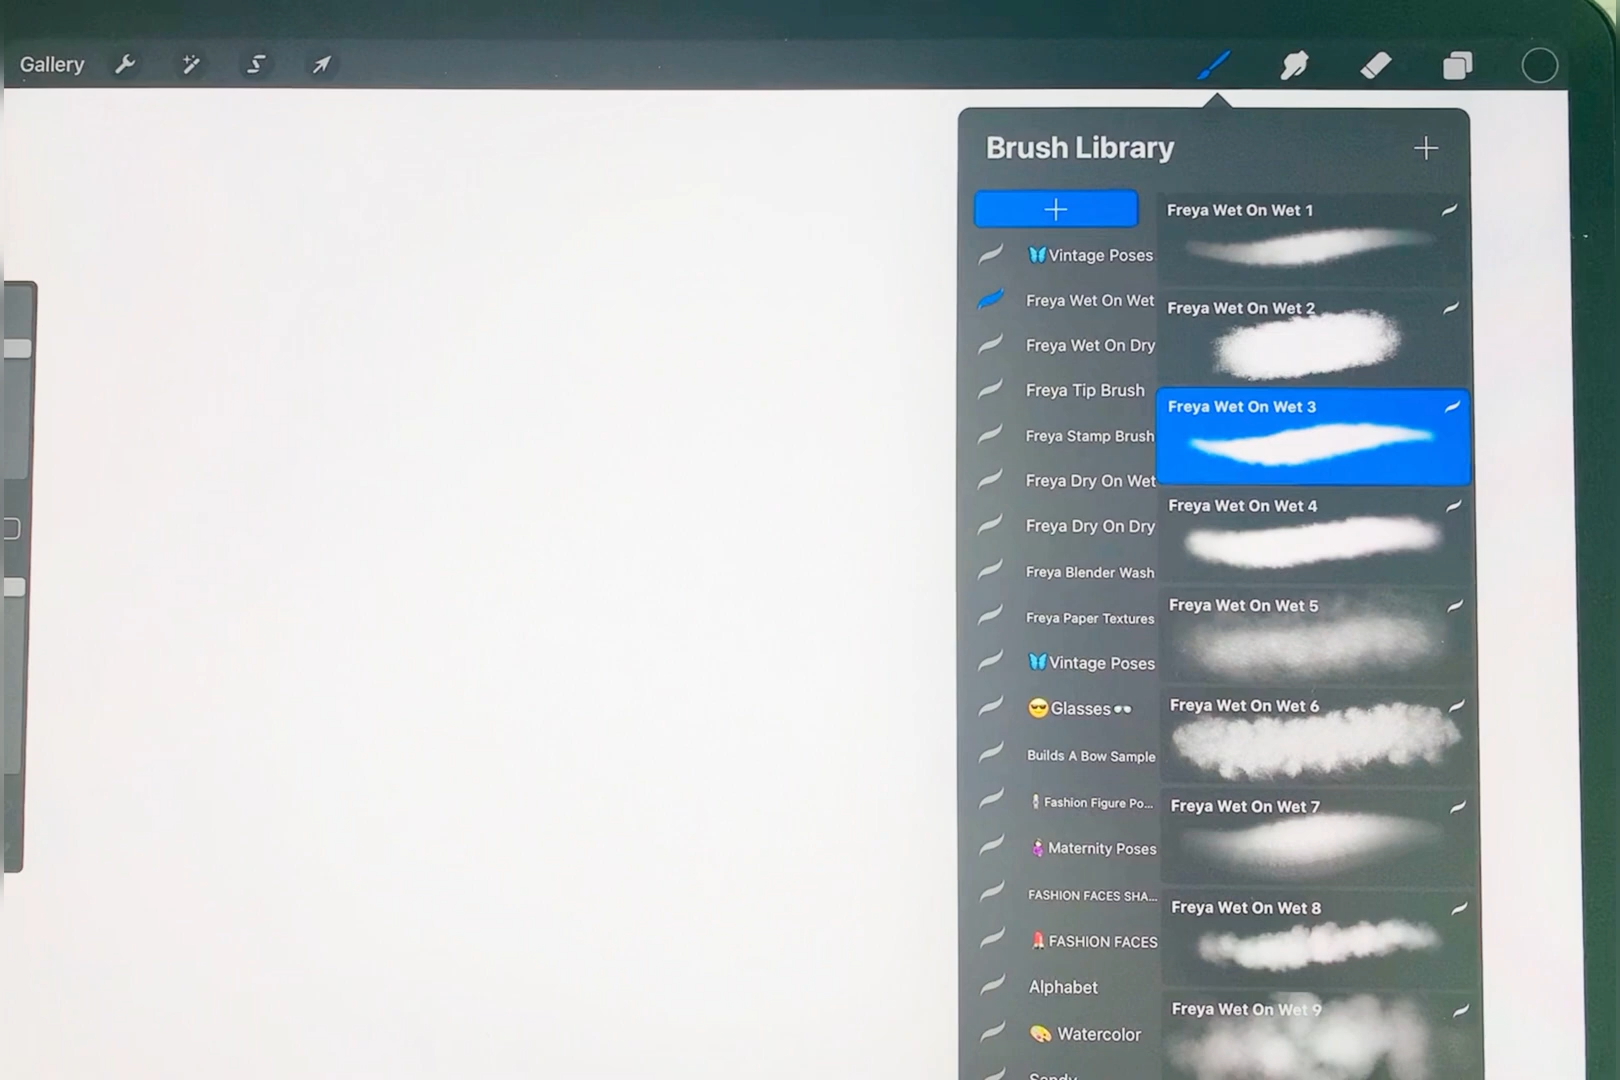 Gallery
Brush Library
Vintage Poses
Freya Wet On Wet
Freya Wet On Dry
Freya Tip Brush
Freya Stamp Brush
Freya Dry On Wet
Freya Dry On Dry
Freya Blender Wash
Freya Paper Textures
Vintage Poses
Glasses
Builds A Bow Sample
Fashion Figure Po...
Maternity Poses
FASHION FACES SHA...
FASHION FACES
Alphabet
Watercolor
Freya Wet On Wet 1
Freya Wet On Wet 2
Freya Wet On Wet 3
Freya Wet On Wet 4
Freya Wet On Wet 5
Freya Wet On Wet 6
Freya Wet On Wet 7
Freya Wet On Wet 8
Freya Wet On Wet 9